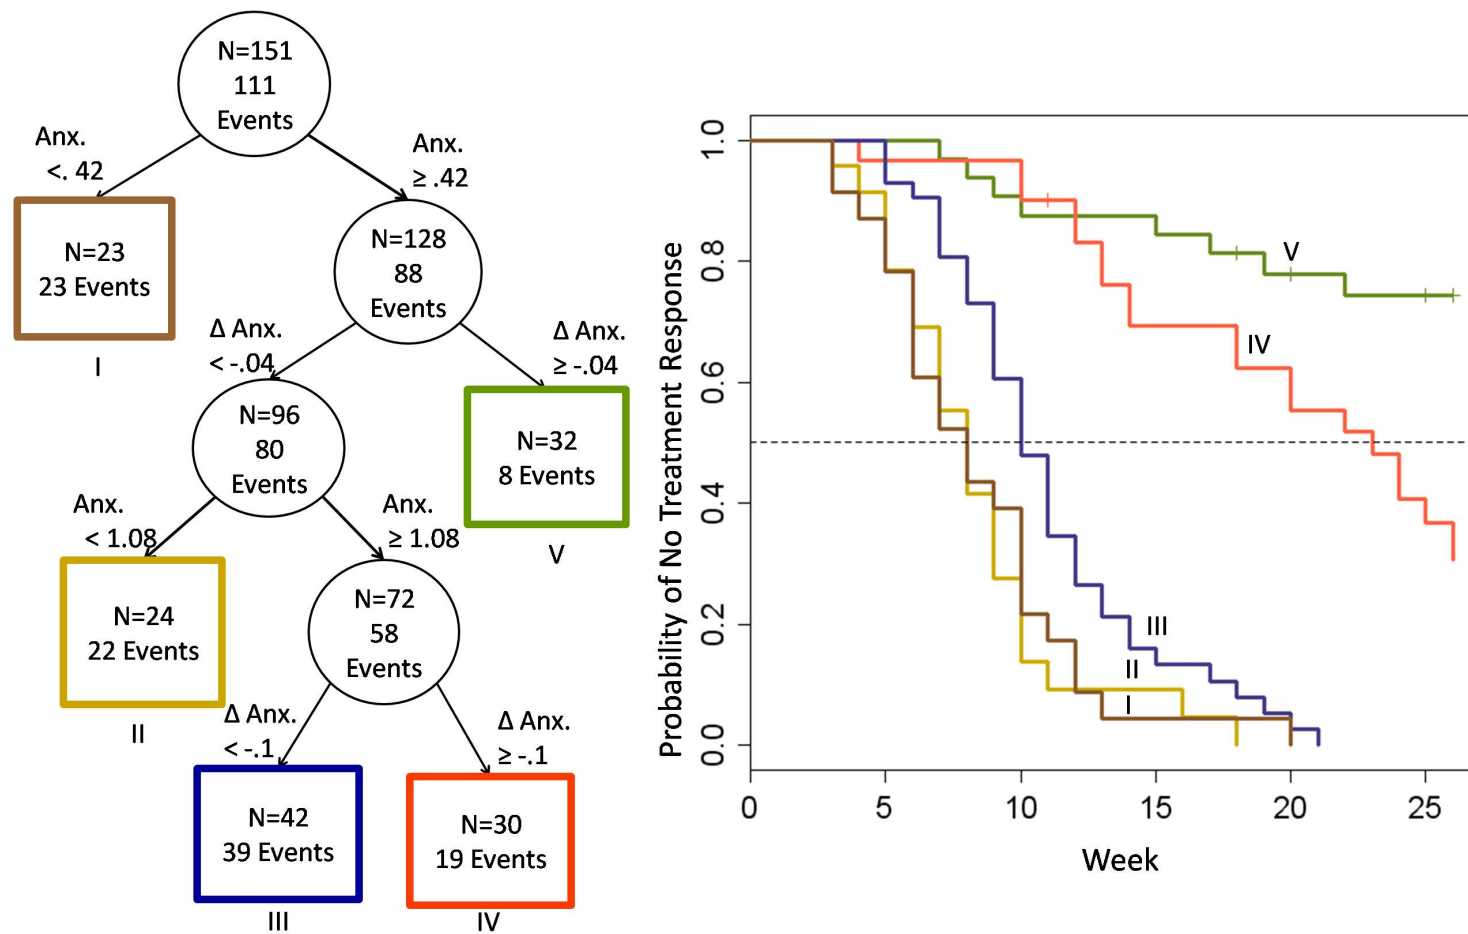 N=151
111
Events
Anx.
<. 42
Anx.
≥ .42
N=23
23 Events
I
N=128
88
Events
Δ Anx.
< -.04
Δ Anx.
≥ -.04
N=96
80
Events
N=32
8 Events
V
Anx.
< 1.08
Anx.
≥ 1.08
N=24
22 Events
II
N=72
58
Events
Δ Anx.
< -.1
Δ Anx.
≥ -.1
N=42
39 Events
III
N=30
19 Events
IV
Probability of No Treatment Response
1.0
0.8
0.6
0.4
0.2
0.0
V
IV
III
II
I
0 5 10 15 20 25
Week